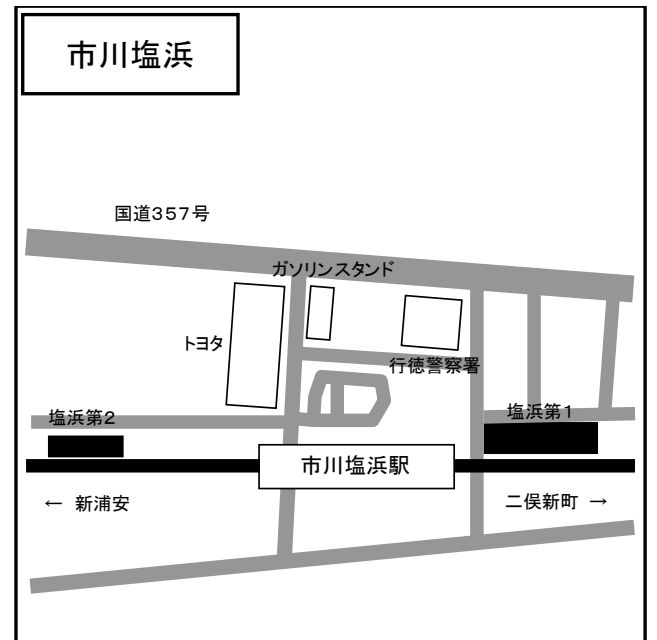 市川塩浜
国道357号
ガソリンスタンド
トヨタ
行徳警察署
塩浜第2
塩浜第1
市川塩浜駅
← 新浦安
二俣新町 →